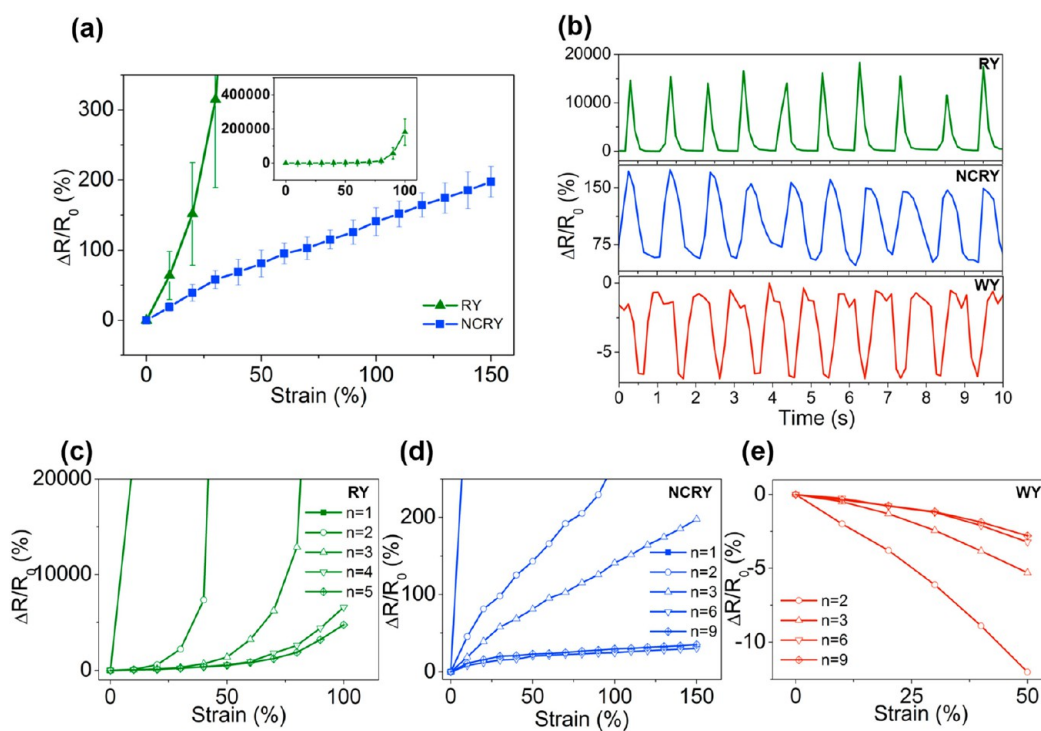 (a)
ΔR/R0 (%)
300
200
100
0
400000
200000
0
0 50 100
RY
NCRY
0 50 100 150
Strain (%)
(b)
ΔR/R0 (%)
20000
10000
0
RY
150
75
NCRY
0
-5
WY
0 1 2 3 4 5 6 7 8 9 10
Time (s)
(c)
ΔR/R0 (%)
20000
10000
0
RY
n=1
n=2
n=3
n=4
n=5
0 50 100
Strain (%)
(d)
ΔR/R0 (%)
200
100
0
NCRY
n=1
n=2
n=3
n=6
n=9
0 50 100 150
Strain (%)
(e)
ΔR/R0 (%)
0
-5
-10
WY
n=2
n=3
n=6
n=9
0 25 50
Strain (%)